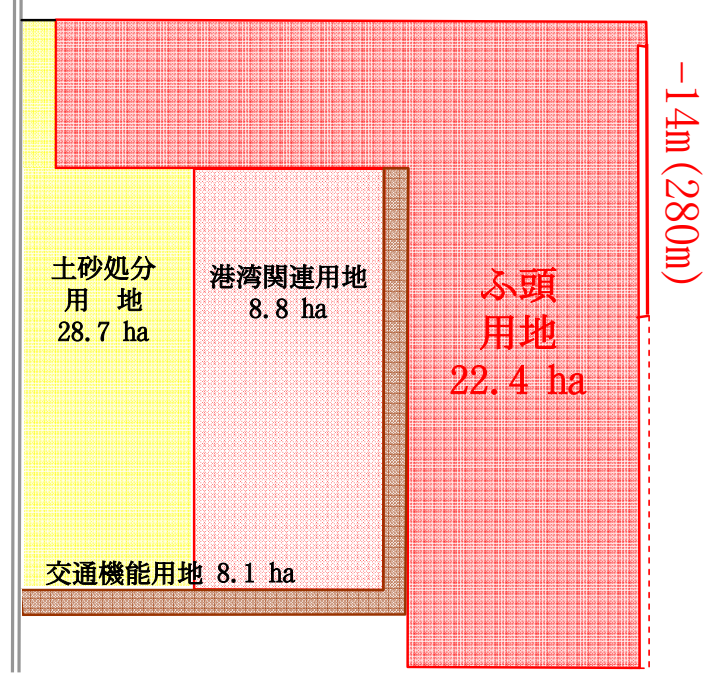 土砂処分
用　地
28.7 ha
港湾関連用地
8.8 ha
ふ頭
用地
22.4 ha
-14m(280m)
交通機能用地 8.1 ha